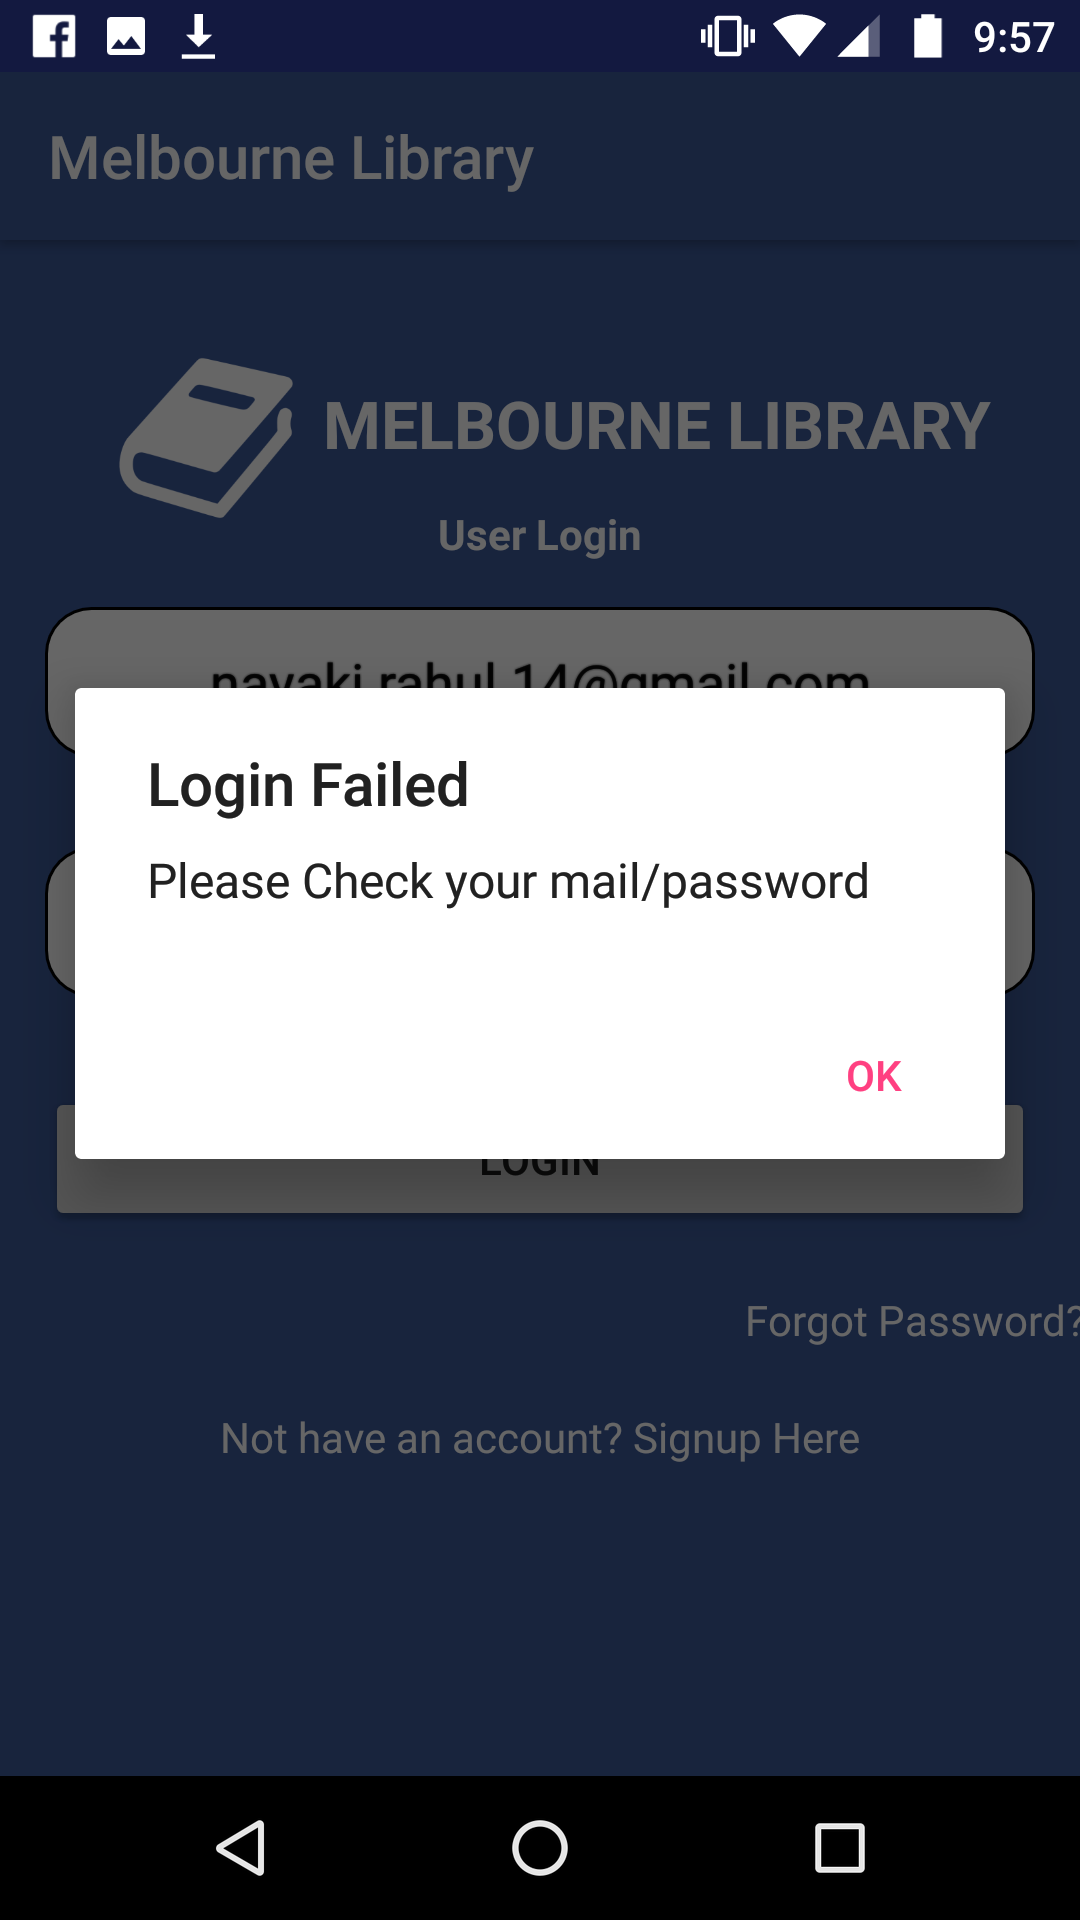 9:57
Melbourne Library
MELBOURNE LIBRARY
User Login
nayaki.rahul.14@gmail.com
Login Failed
Please Check your mail/password
OK
LOGIN
Forgot Password?
Not have an account? Signup Here